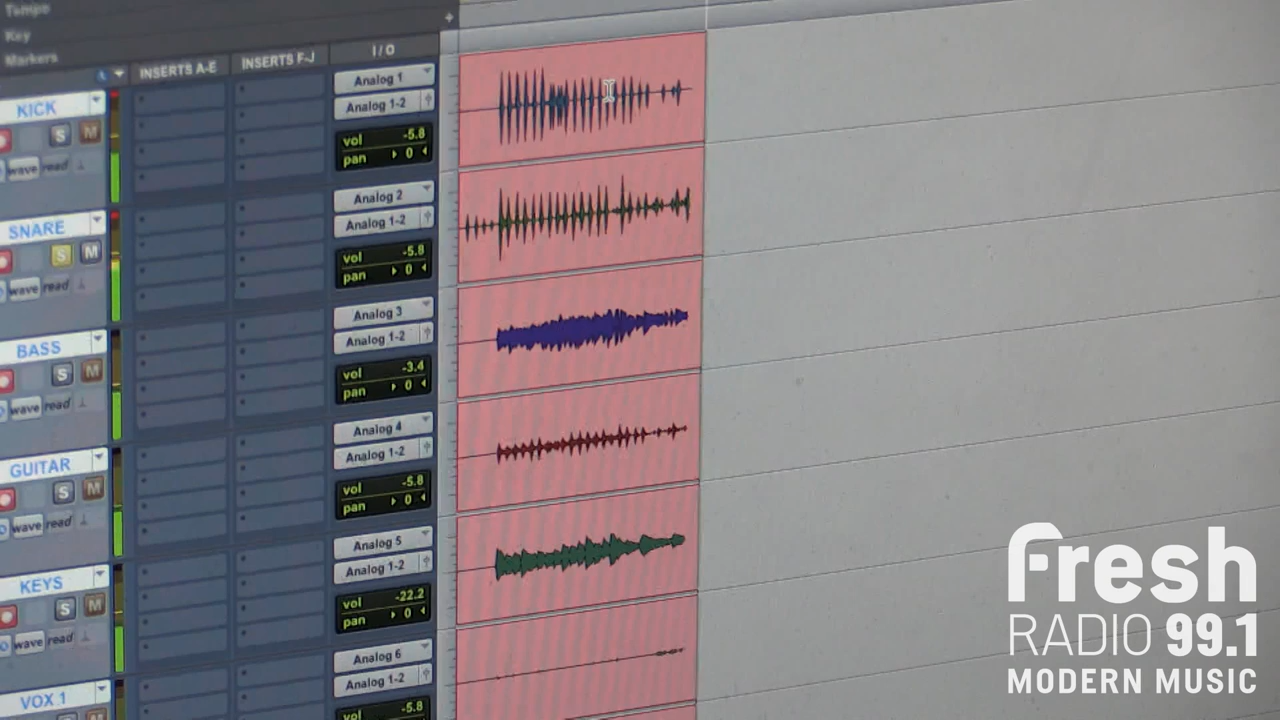 Tempo
Key
Markers
INSERTS A-E INSERTS F-J I / O
KICK
S M
wave read
Analog 1
Analog 1-2
vol -5.8
pan 0
SNARE
S M
wave read
Analog 2
Analog 1-2
vol -5.8
pan 0
BASS
S M
wave read
Analog 3
Analog 1-2
vol -3.4
pan 0
GUITAR
S M
wave read
Analog 4
Analog 1-2
vol -5.8
pan 0
KEYS
S M
wave read
Analog 5
Analog 1-2
vol -22.2
pan 0
VOX 1
Analog 6
Analog 1-2
vol -5.8
fresh
RADIO 99.1
MODERN MUSIC